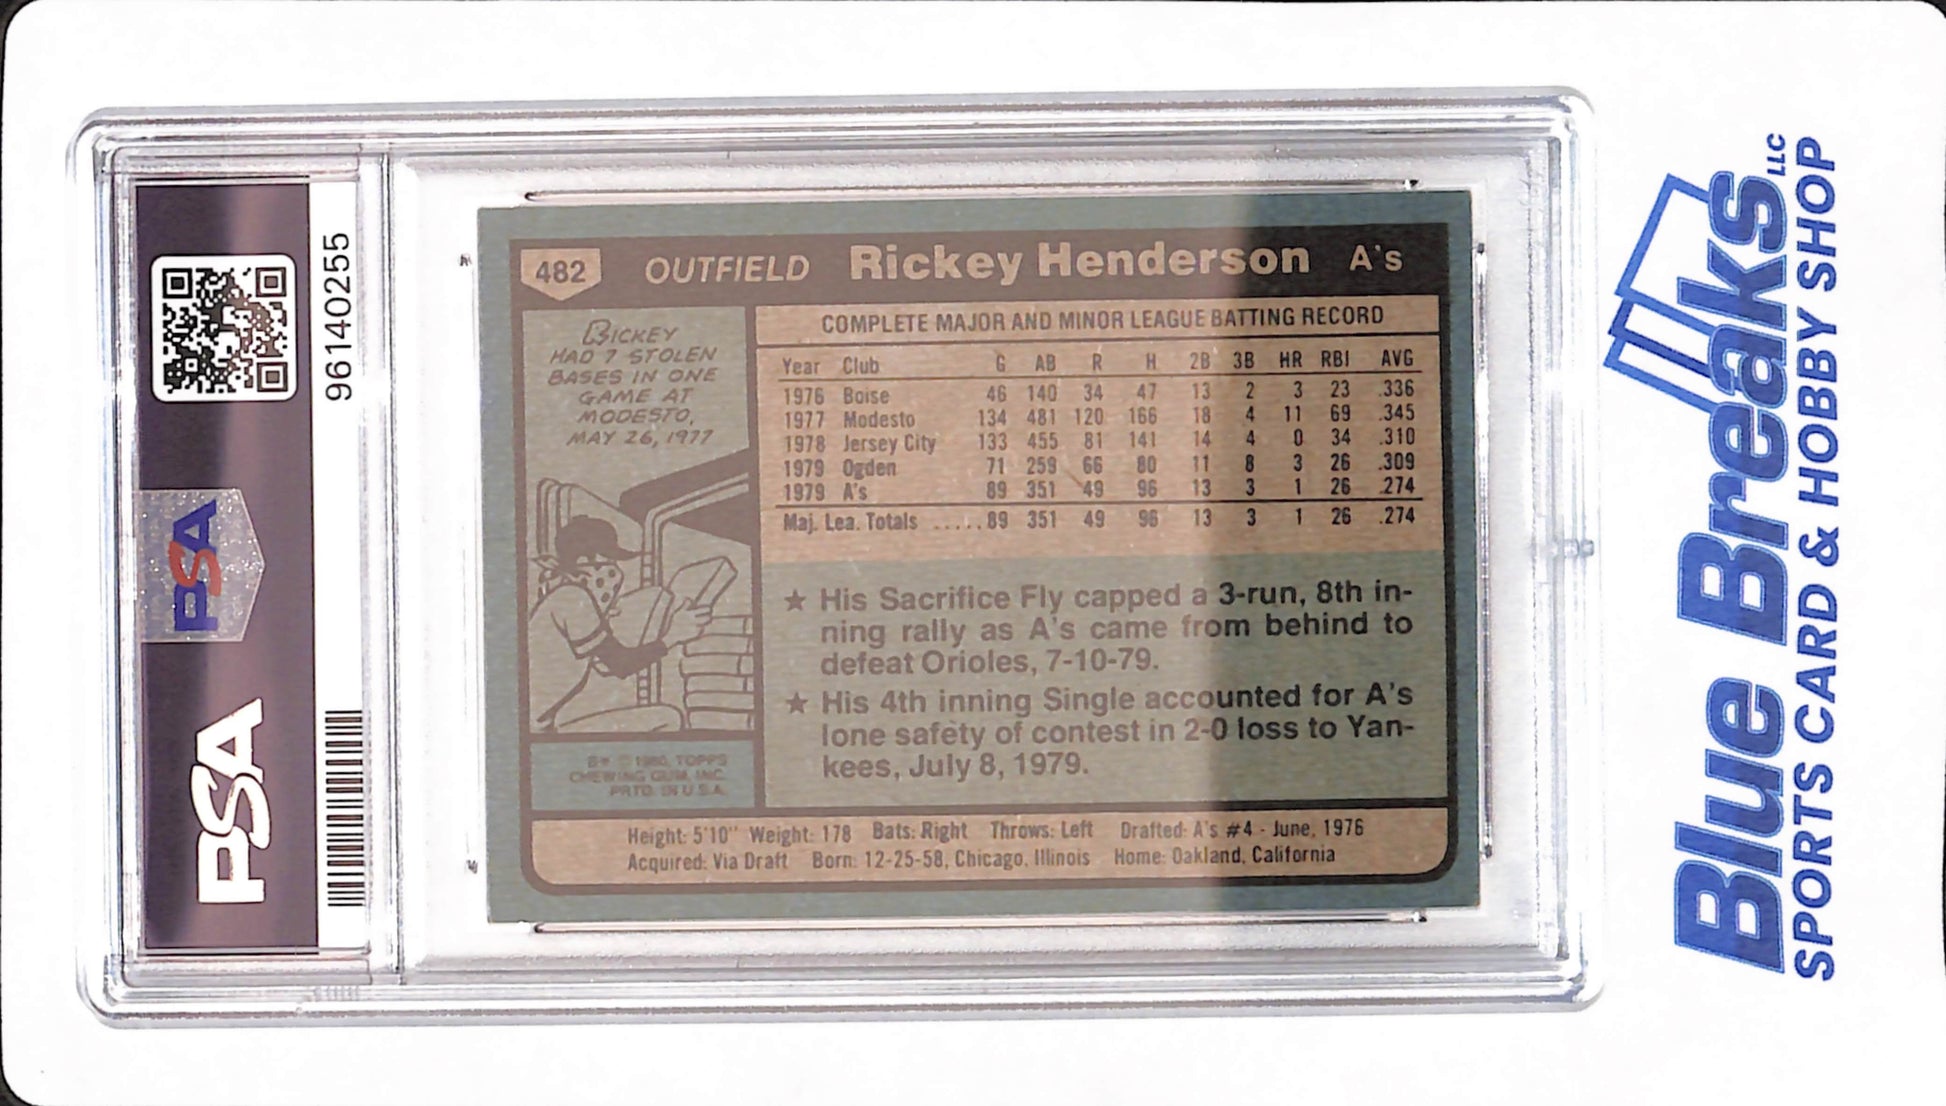 96140255
PSA
PSA
482 OUTFIELD Rickey Henderson A's
RICKEY
HAD 7 STOLEN
BASES IN ONE
GAME AT
MODESTO,
MAY 26, 1977
B* © 1980, TOPPS
CHEWING GUM, INC.
PRTD. IN U.S.A.
COMPLETE MAJOR AND MINOR LEAGUE BATTING RECORD
Year Club G AB R H 2B 3B HR RBI AVG
1976 Boise 46 140 34 47 13 2 3 23 .336
1977 Modesto 134 481 120 166 18 4 11 69 .345
1978 Jersey City 133 455 81 141 14 4 0 34 .310
1979 Ogden 71 259 66 80 11 8 3 26 .309
1979 A's 89 351 49 96 13 3 1 26 .274
Maj. Lea. Totals .....89 351 49 96 13 3 1 26 .274
★ His Sacrifice Fly capped a 3-run, 8th in-
ning rally as A's came from behind to
defeat Orioles, 7-10-79.
★ His 4th inning Single accounted for A's
lone safety of contest in 2-0 loss to Yan-
kees, July 8, 1979.
Height: 5'10" Weight: 178 Bats: Right Throws: Left Drafted: A's #4 - June, 1976
Acquired: Via Draft Born: 12-25-58, Chicago, Illinois Home: Oakland, California
Blue Breaks LLC
SPORTS CARD & HOBBY SHOP